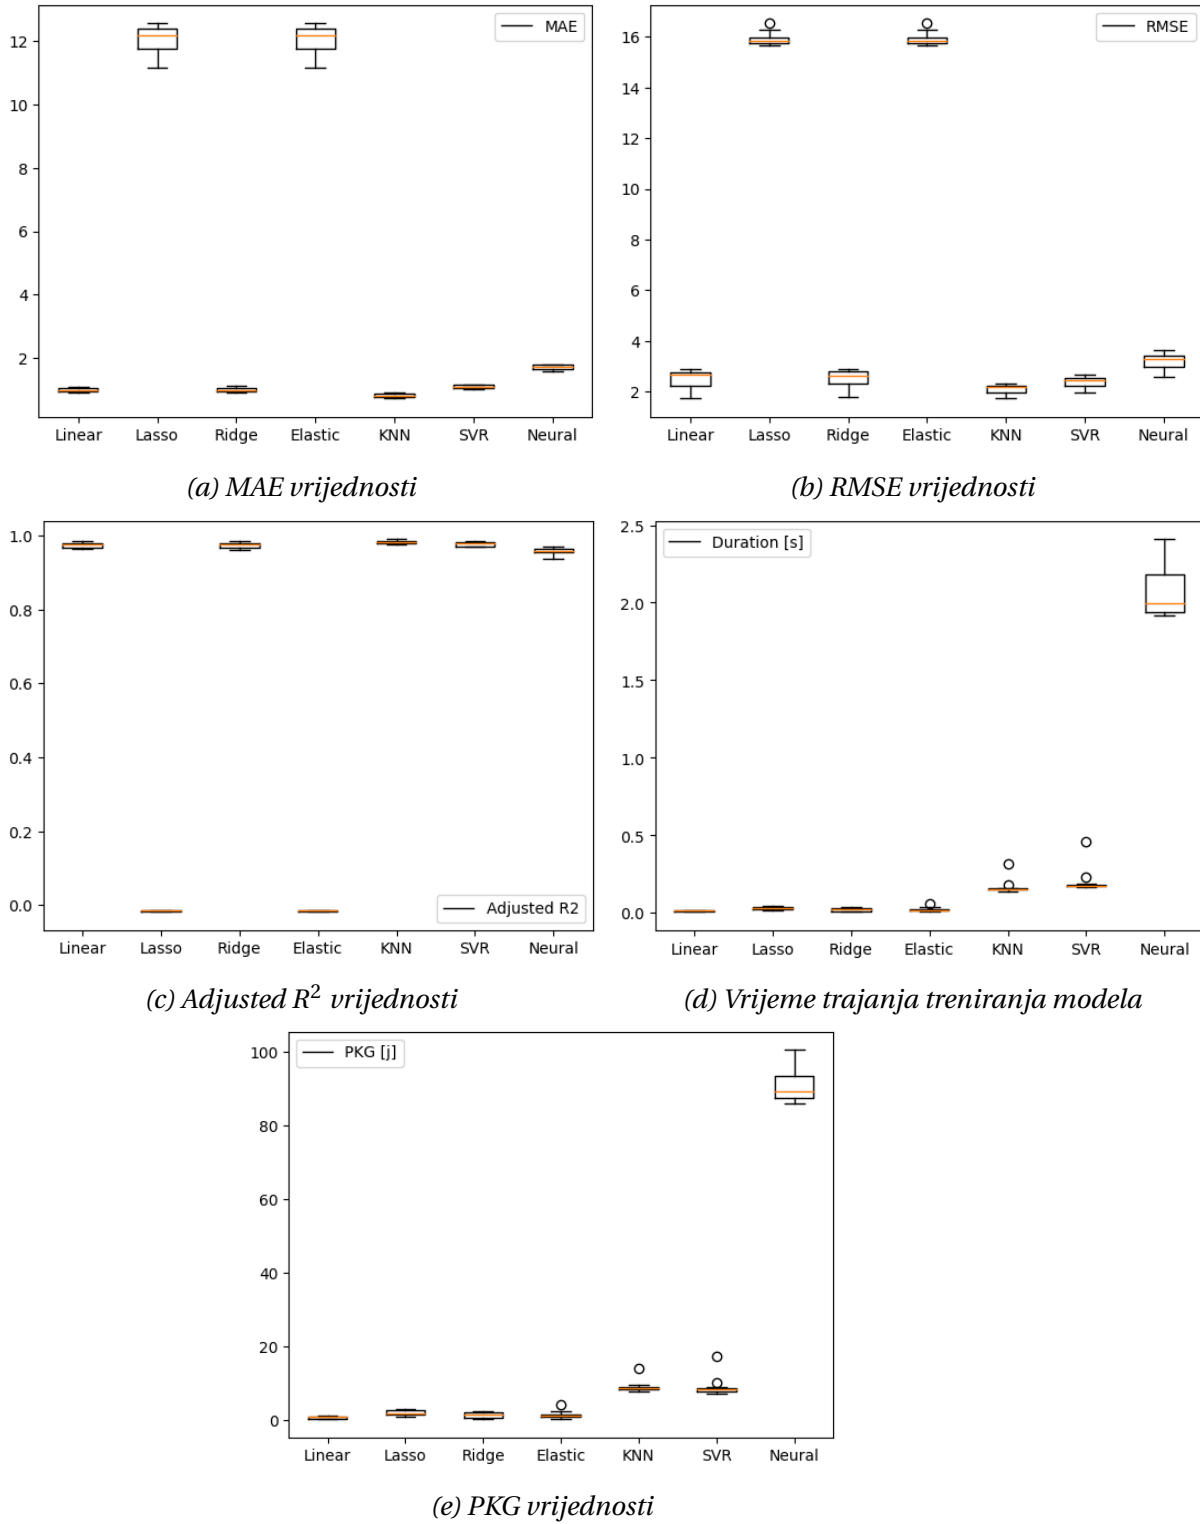 12
10
8
6
4
2
MAE
Linear Lasso Ridge Elastic KNN SVR Neural
(a) MAE vrijednosti
16
14
12
10
8
6
4
2
RMSE
Linear Lasso Ridge Elastic KNN SVR Neural
(b) RMSE vrijednosti
1.0
0.8
0.6
0.4
0.2
0.0
Adjusted R2
Linear Lasso Ridge Elastic KNN SVR Neural
(c) Adjusted R² vrijednosti
2.5
2.0
1.5
1.0
0.5
0.0
Duration [s]
Linear Lasso Ridge Elastic KNN SVR Neural
(d) Vrijeme trajanja treniranja modela
100
80
60
40
20
0
PKG [j]
Linear Lasso Ridge Elastic KNN SVR Neural
(e) PKG vrijednosti